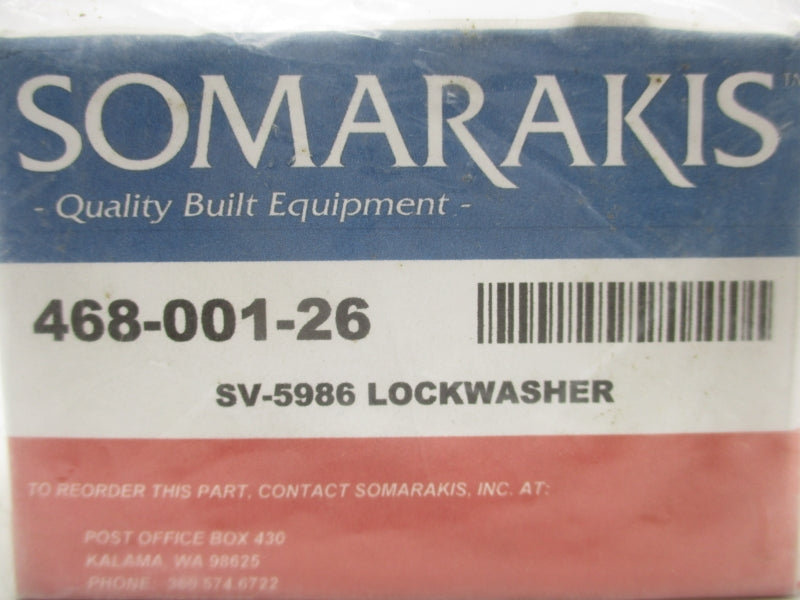 SOMARAKIS™
- Quality Built Equipment -
468-001-26
SV-5986 LOCKWASHER
TO REORDER THIS PART, CONTACT SOMARAKIS, INC. AT:
POST OFFICE BOX 430
KALAMA, WA 98625
PHONE: 360.574.6722